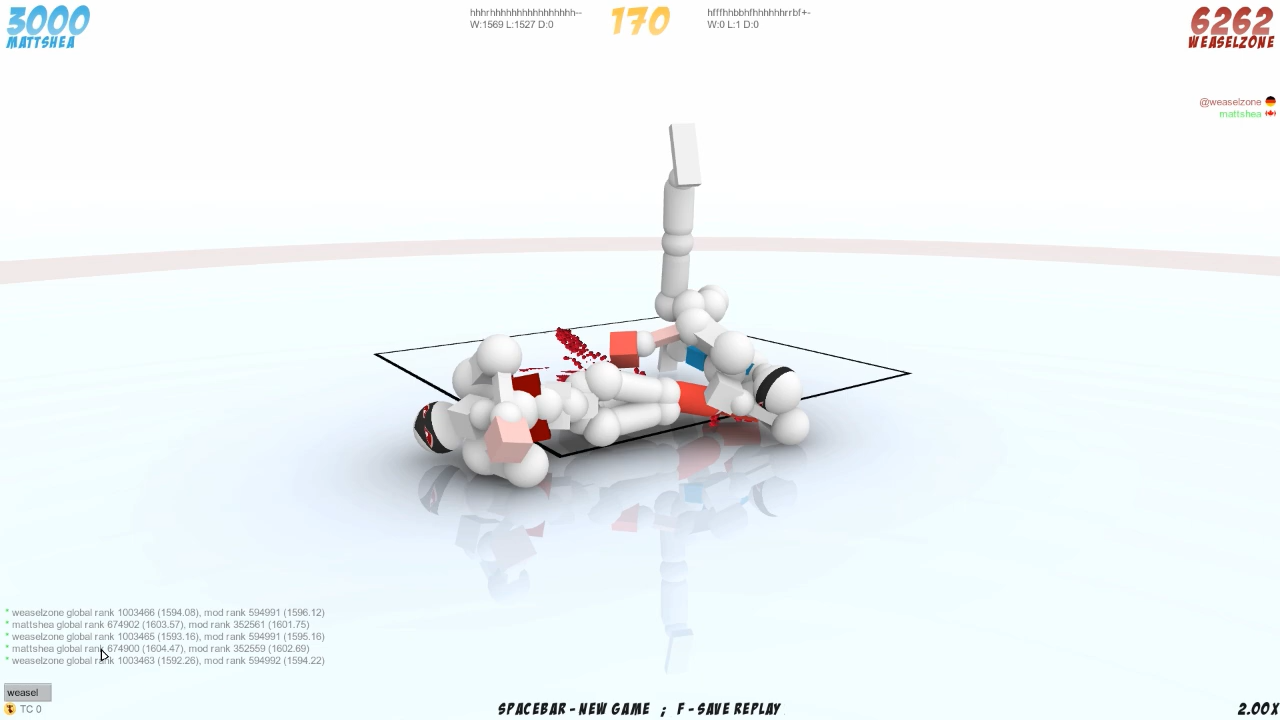 3000
MATTSHEA
hhhrhhhhhhhhhhhhhhhh--
W:1569 L:1527 D:0
170
hfffhhbbhfhhhhhhrrbf+-
W:0 L:1 D:0
6262
WEASELZONE
@weaselzone
mattshea
* weaselzone global rank 1003466 (1594.08), mod rank 594991 (1596.12)
* mattshea global rank 674902 (1603.57), mod rank 352561 (1601.75)
* weaselzone global rank 1003465 (1593.16), mod rank 594991 (1595.16)
* mattshea global rank 674900 (1604.47), mod rank 352559 (1602.69)
* weaselzone global rank 1003463 (1592.26), mod rank 594992 (1594.22)
weasel
TC 0
SPACEBAR - NEW GAME ; F - SAVE REPLAY
2.00X